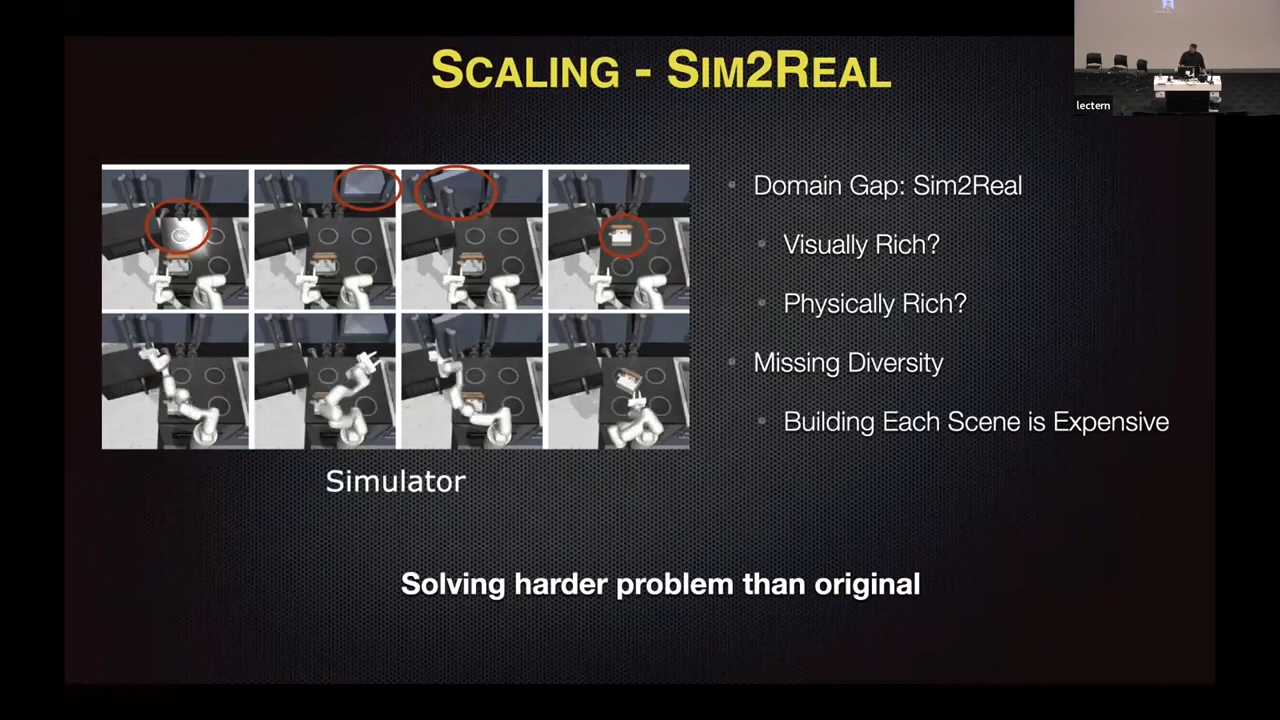 SCALING - SIM2REAL
lectern
Domain Gap: Sim2Real
Visually Rich?
Physically Rich?
Missing Diversity
Building Each Scene is Expensive
Simulator
Solving harder problem than original